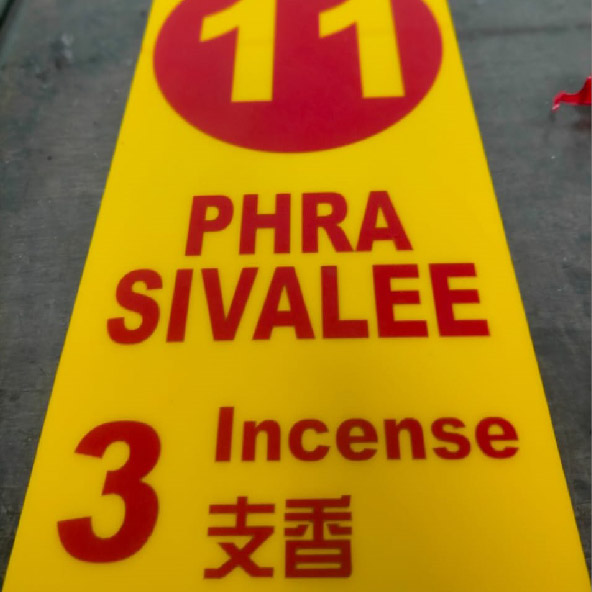 11
PHRA
SIVALEE
3 Incense
支香